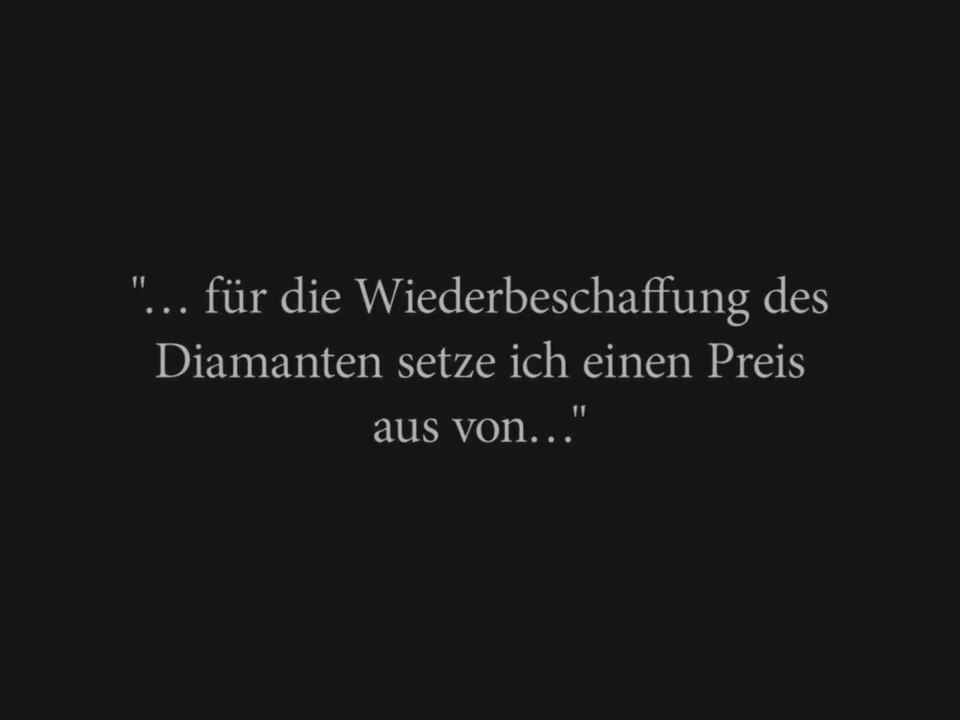 "… für die Wiederbeschaffung des
Diamanten setze ich einen Preis
aus von…"